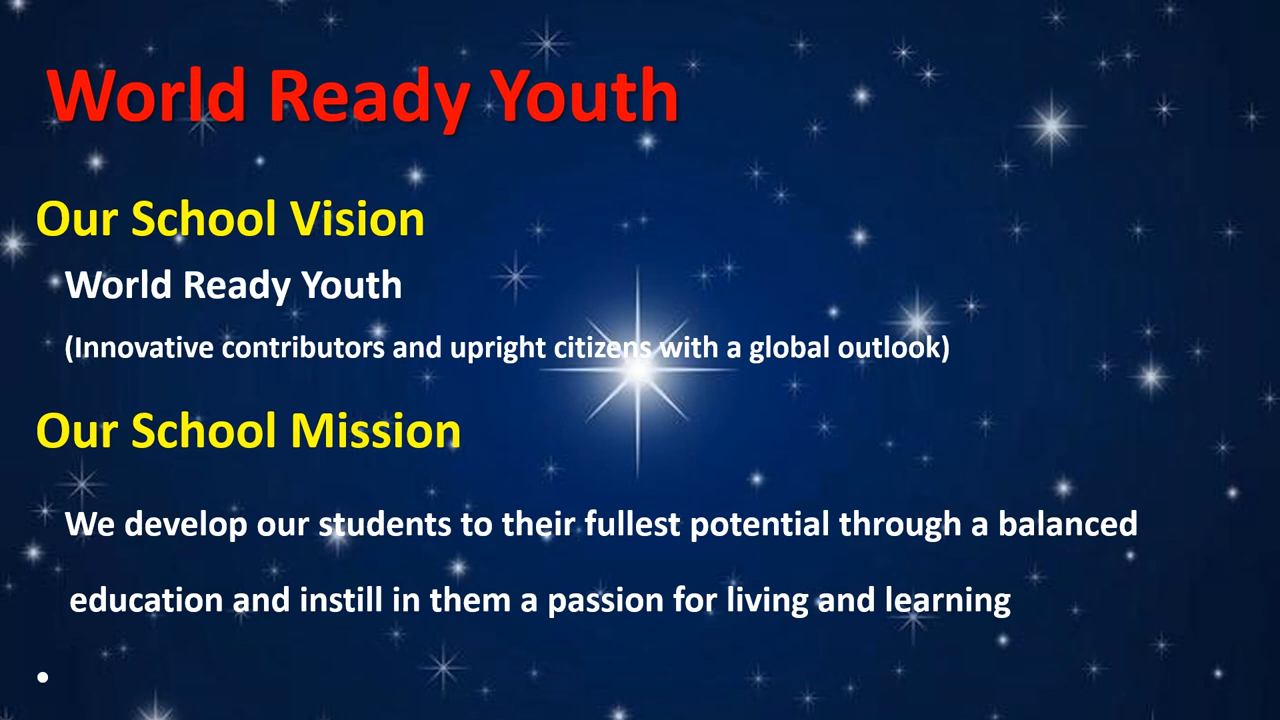 World Ready Youth
Our School Vision
World Ready Youth
(Innovative contributors and upright citizens with a global outlook)
Our School Mission
We develop our students to their fullest potential through a balanced
education and instill in them a passion for living and learning
•